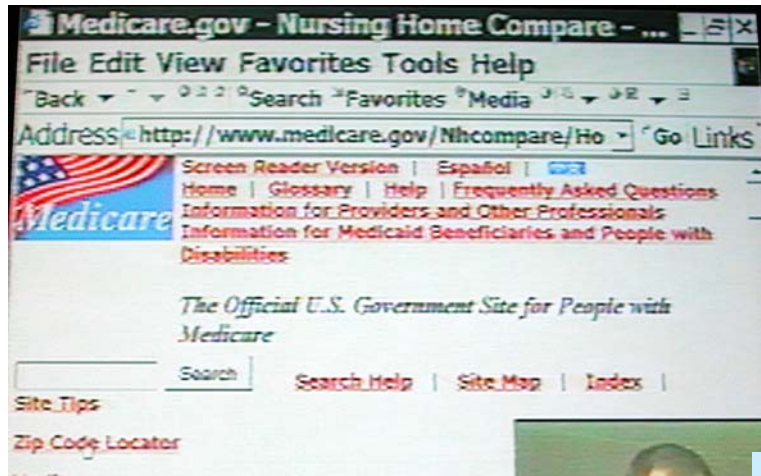 Medicare.gov - Nursing Home Compare - ...
File Edit View Favorites Tools Help
Back Search Favorites Media
Address http://www.medicare.gov/Nhcompare/Ho Go Links
Medicare
Screen Reader Version | Español |
Home | Glossary | Help | Frequently Asked Questions
Information for Providers and Other Professionals
Information for Medicaid Beneficiaries and People with
Disabilities
The Official U.S. Government Site for People with
Medicare
Search Search Help | Site Map | Index |
Site Tips
Zip Code Locator